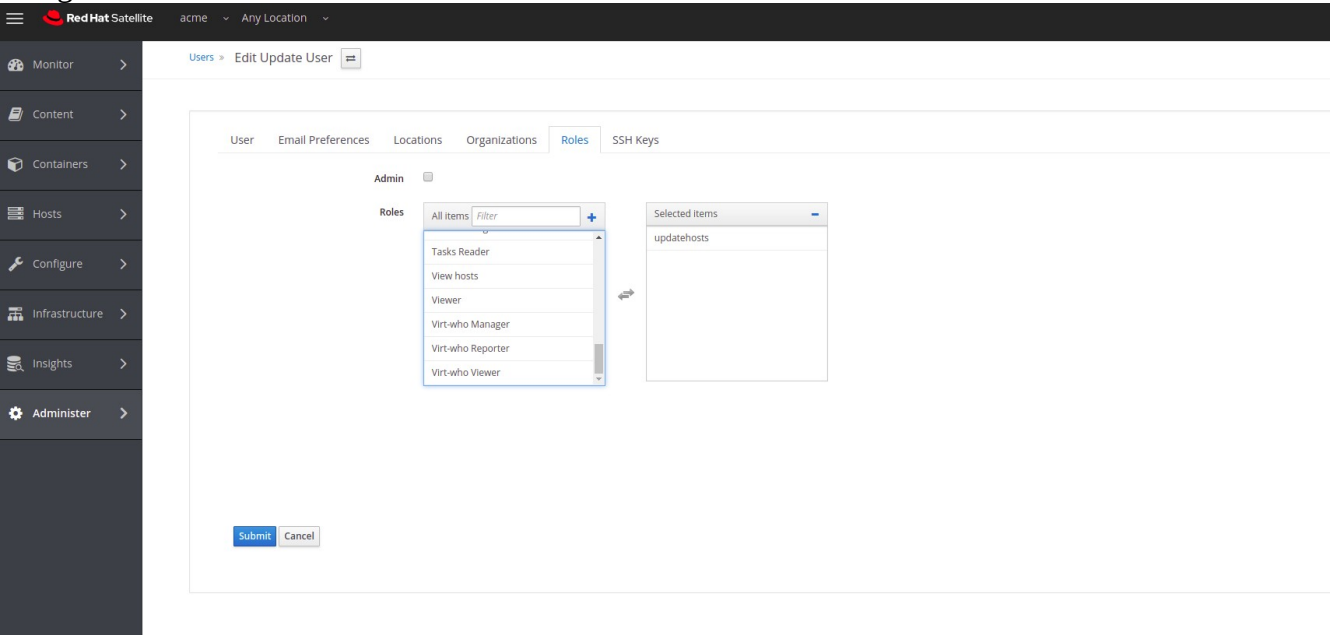 Red Hat Satellite acme Any Location
Users » Edit Update User
Monitor
Content
Containers
Hosts
Configure
Infrastructure
Insights
Administer
User Email Preferences Locations Organizations Roles SSH Keys
Admin
Roles
All items Filter
Tasks Reader
View hosts
Viewer
Virt-who Manager
Virt-who Reporter
Virt-who Viewer
Selected items
updatehosts
Submit Cancel